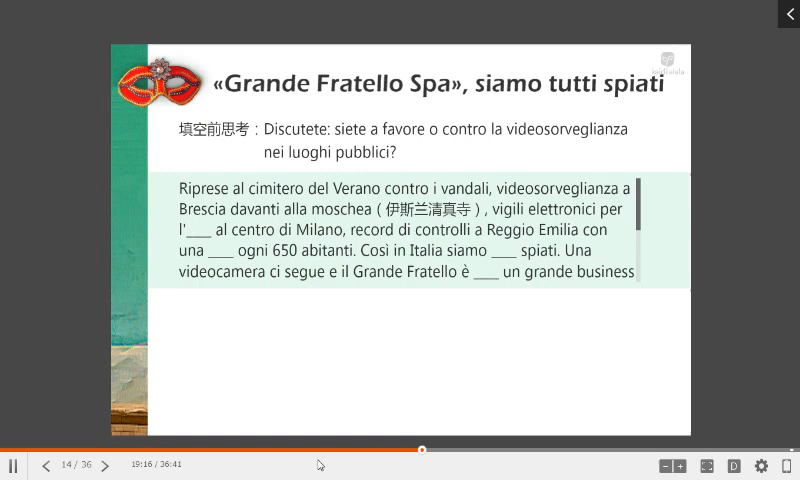 «Grande Fratello Spa», siamo tutti spiati
填空前思考：Discutete: siete a favore o contro la videosorveglianza
nei luoghi pubblici?
Riprese al cimitero del Verano contro i vandali, videosorveglianza a
Brescia davanti alla moschea（伊斯兰清真寺）, vigili elettronici per
l'___ al centro di Milano, record di controlli a Reggio Emilia con
una ___ ogni 650 abitanti. Così in Italia siamo ___ spiati. Una
videocamera ci segue e il Grande Fratello è ___ un grande business
14 / 36
19:16 / 36:41
D